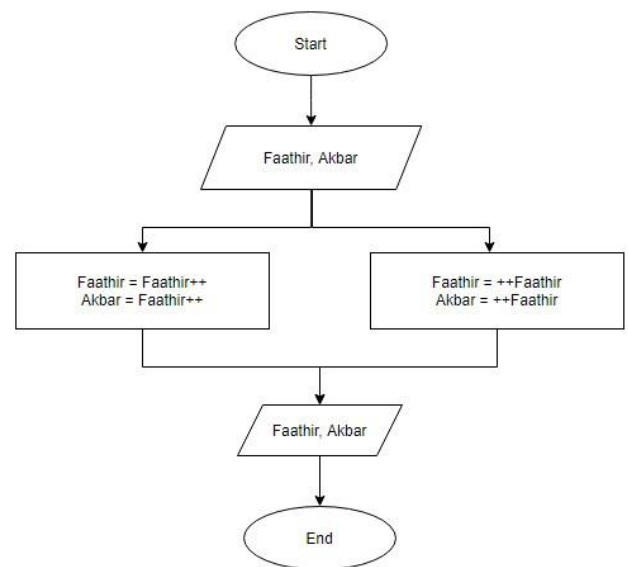 Start
Faathir, Akbar
Faathir = Faathir++
Akbar = Faathir++
Faathir = ++Faathir
Akbar = ++Faathir
Faathir, Akbar
End